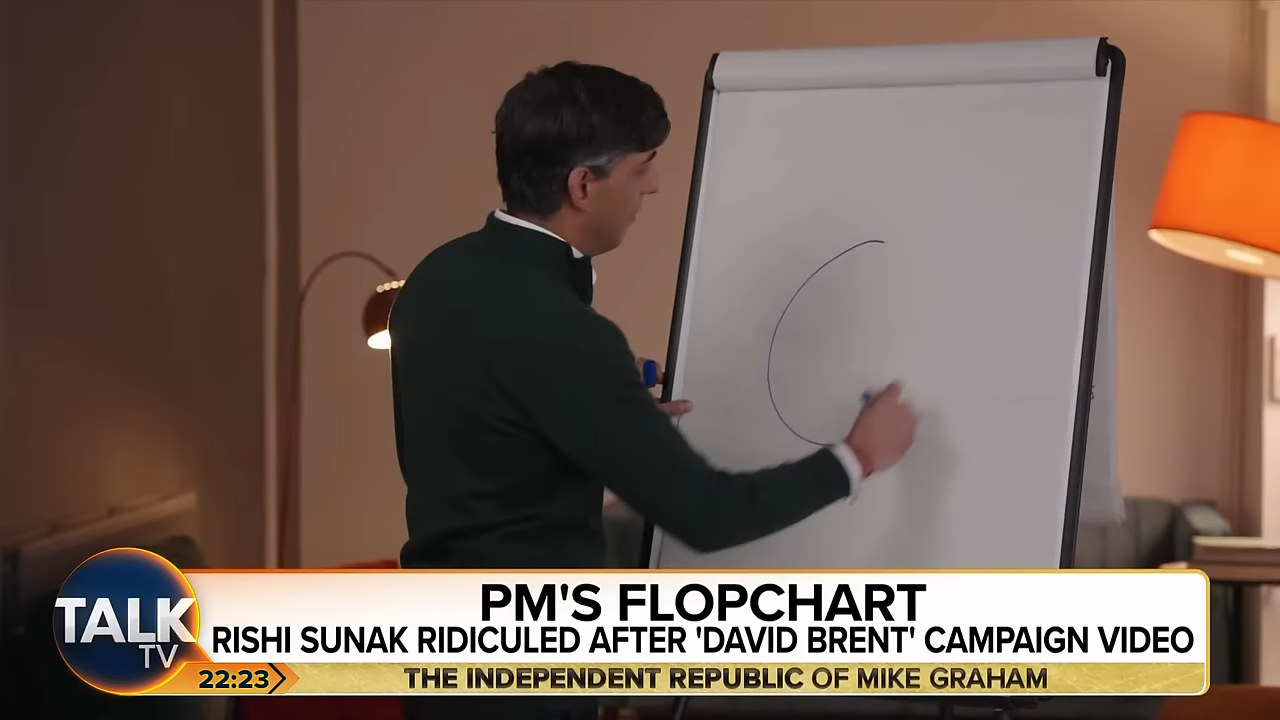 PM'S FLOPCHART
RISHI SUNAK RIDICULED AFTER 'DAVID BRENT' CAMPAIGN VIDEO
TALK
TV
22:23
THE INDEPENDENT REPUBLIC OF MIKE GRAHAM